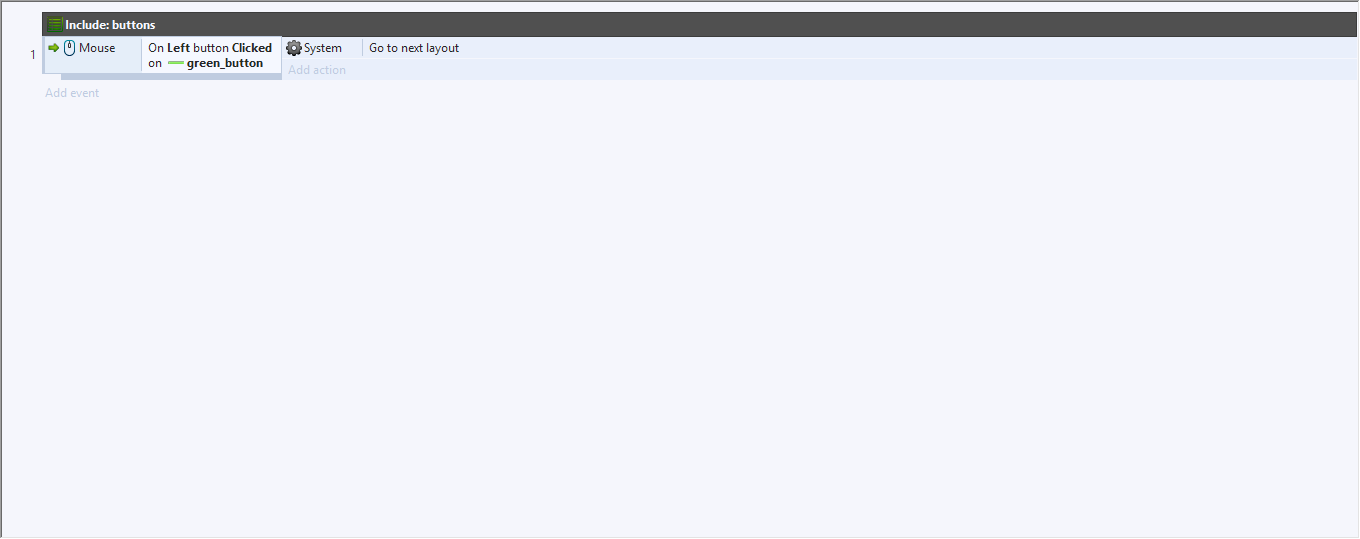 Include: buttons
1
Mouse
On Left button Clicked
on green_button
System
Go to next layout
Add action
Add event